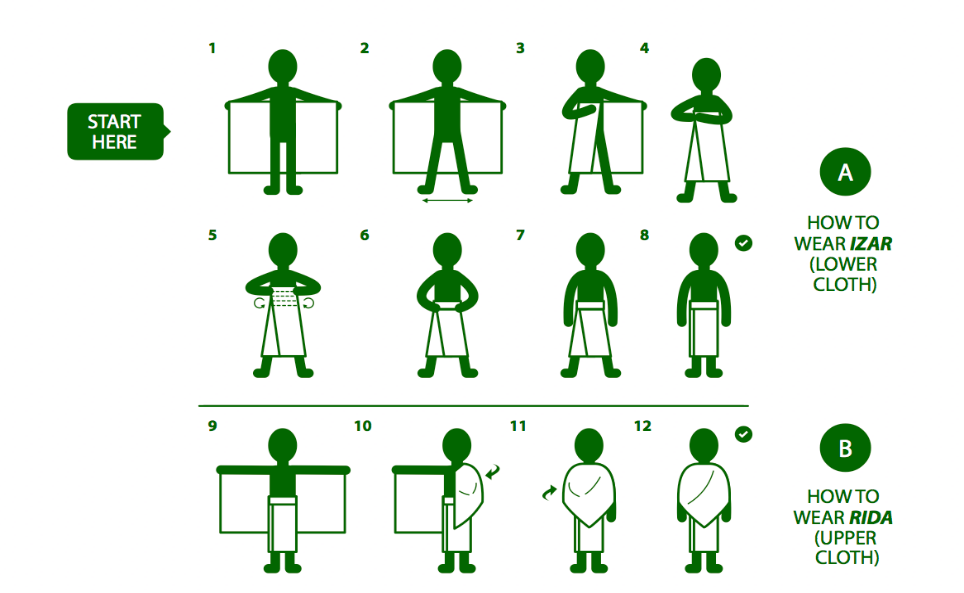 1
2
3
4
START
HERE
A
HOW TO
WEAR IZAR
(LOWER
CLOTH)
5
6
7
8
9
10
11
12
B
HOW TO
WEAR RIDA
(UPPER
CLOTH)